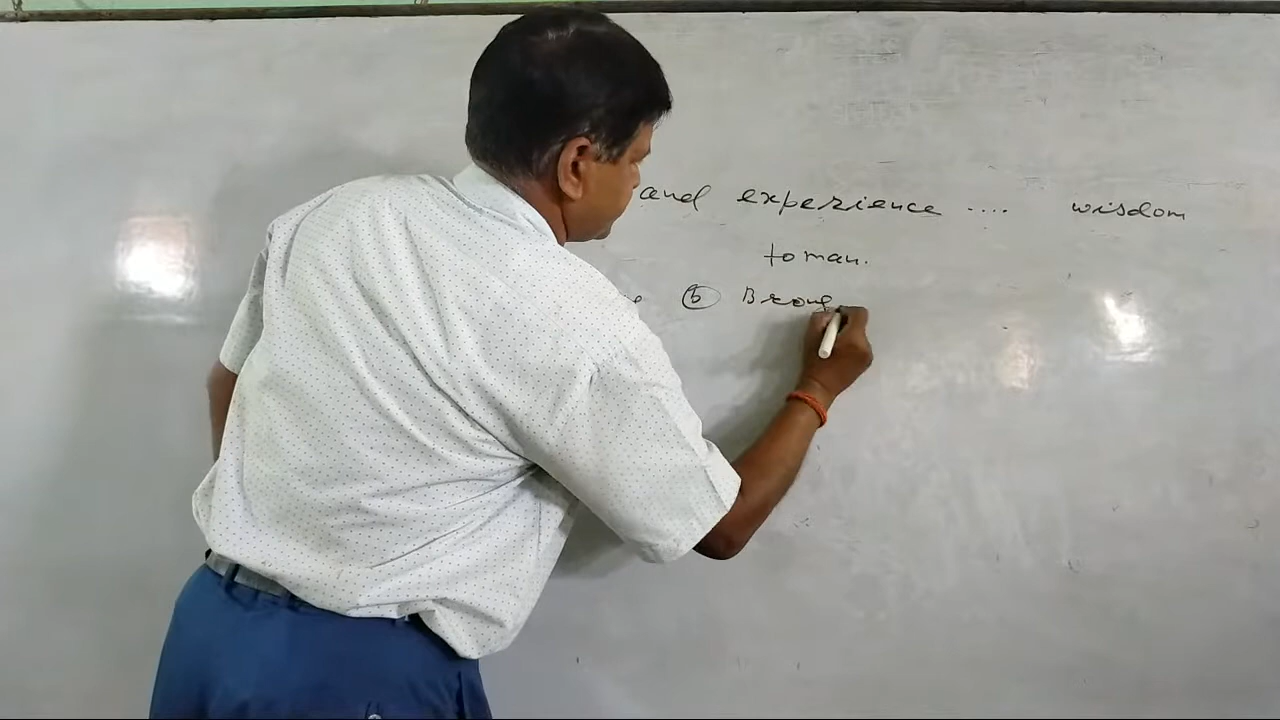 and experience .... wisdom
to man.
(b) Broug